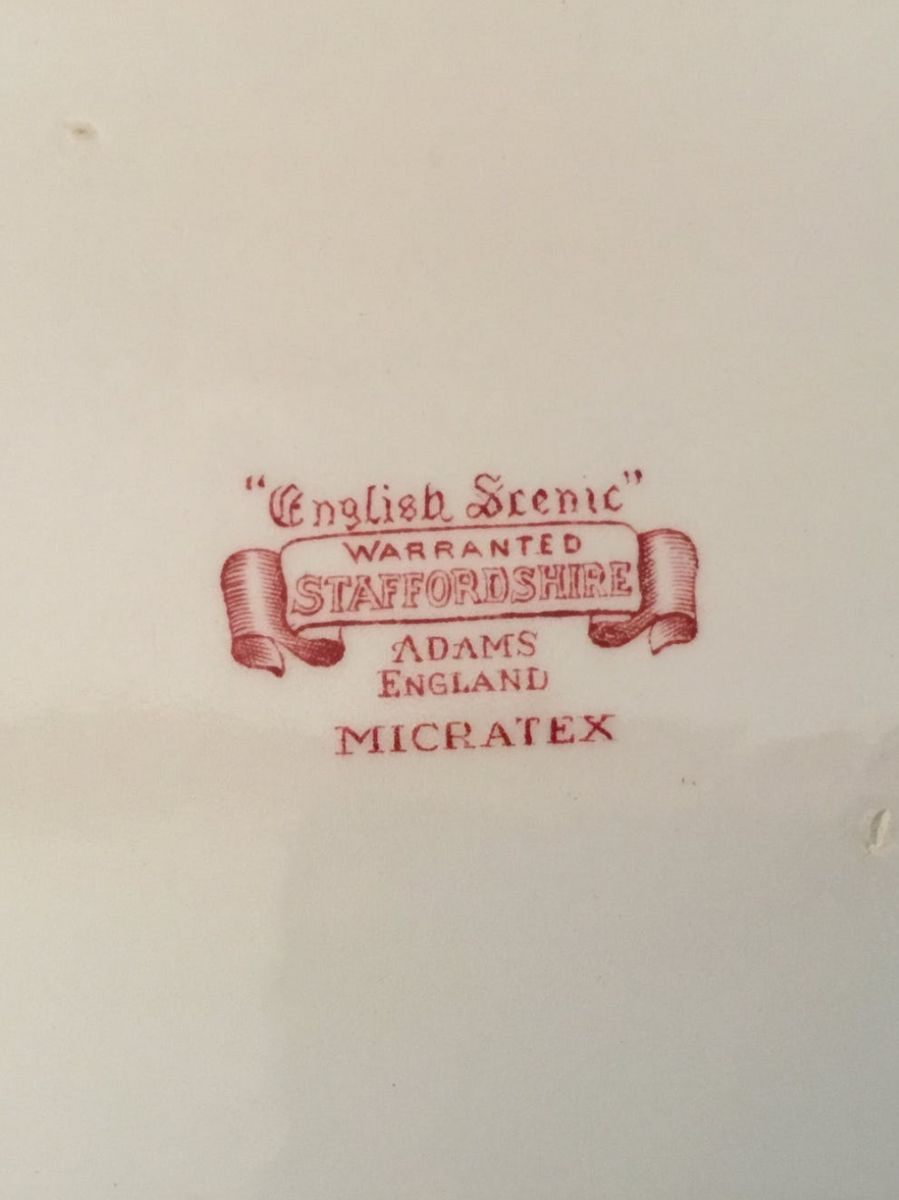 "English Scenic"
WARRANTED
STAFFORDSHIRE
ADAMS
ENGLAND
MICRATEX